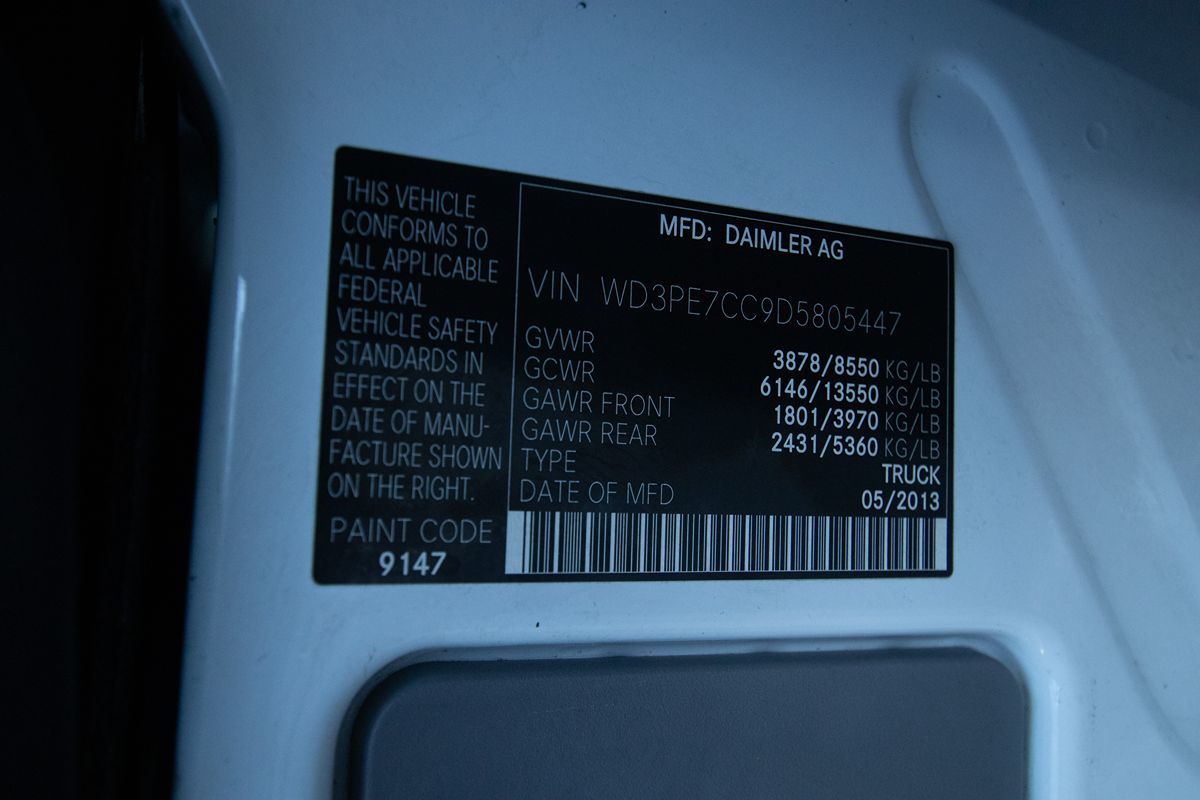 THIS VEHICLE
CONFORMS TO
ALL APPLICABLE
FEDERAL
VEHICLE SAFETY
STANDARDS IN
EFFECT ON THE
DATE OF MANU-
FACTURE SHOWN
ON THE RIGHT.
PAINT CODE
9147
MFD: DAIMLER AG
VIN WD3PE7CC9D5805447
GVWR 3878/8550 KG/LB
GCWR 6146/13550 KG/LB
GAWR FRONT 1801/3970 KG/LB
GAWR REAR 2431/5360 KG/LB
TYPE TRUCK
DATE OF MFD 05/2013